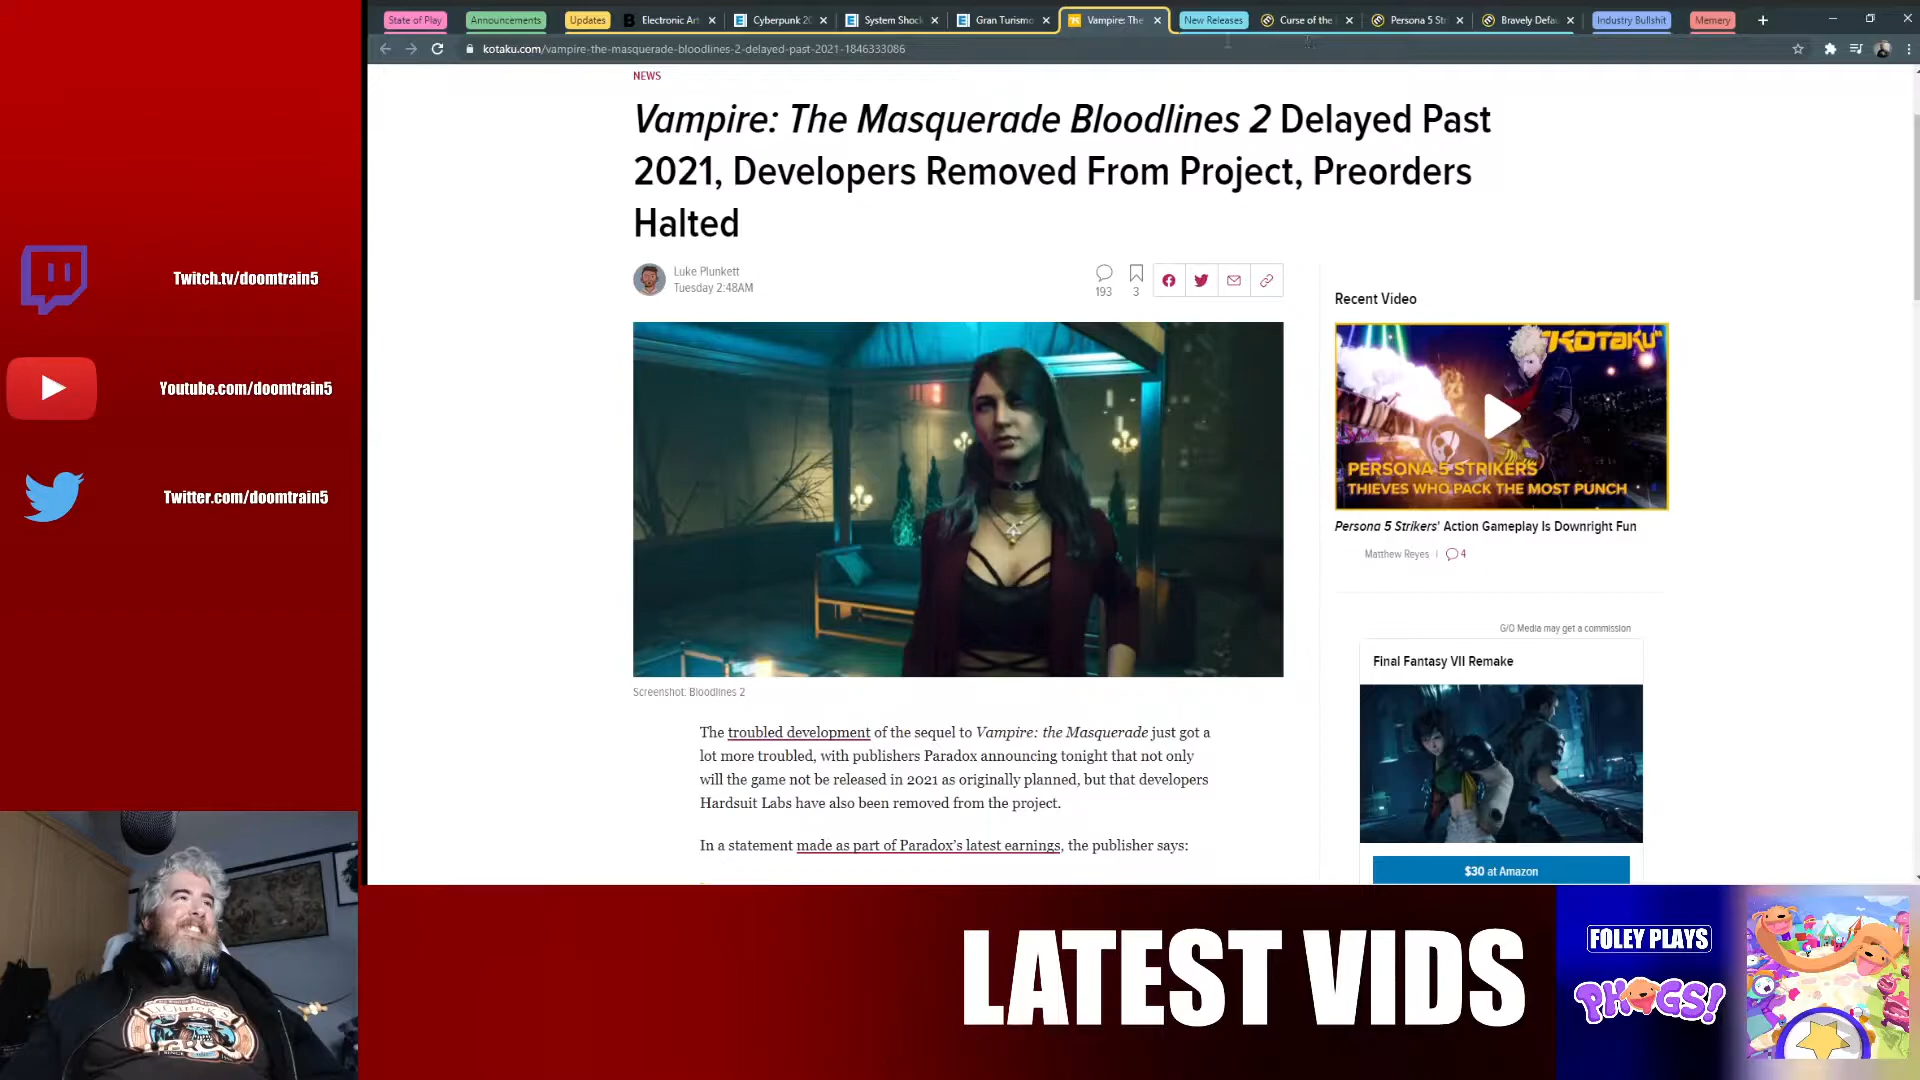 State of Play
Announcements
Updates
Electronic Art
Cyberpunk 20
System Shock
Gran Turismo
Vampire: The
New Releases
Curse of the
Persona 5 Str
Bravely Defau
Industry Bullshit
Memery
kotaku.com/vampire-the-masquerade-bloodlines-2-delayed-past-2021-1846333086
NEWS
Vampire: The Masquerade Bloodlines 2 Delayed Past
2021, Developers Removed From Project, Preorders
Halted
Luke Plunkett
Tuesday 2:48AM
193
3
Recent Video
"KOTAKU"
PERSONA 5 STRIKERS
THIEVES WHO PACK THE MOST PUNCH
Persona 5 Strikers' Action Gameplay Is Downright Fun
Matthew Reyes
4
G/O Media may get a commission
Final Fantasy VII Remake
$30 at Amazon
Screenshot: Bloodlines 2
The troubled development of the sequel to Vampire: the Masquerade just got a
lot more troubled, with publishers Paradox announcing tonight that not only
will the game not be released in 2021 as originally planned, but that developers
Hardsuit Labs have also been removed from the project.
In a statement made as part of Paradox's latest earnings, the publisher says:
Twitch.tv/doomtrain5
Youtube.com/doomtrain5
Twitter.com/doomtrain5
LATEST VIDS
FOLEY PLAYS
PHOGS!